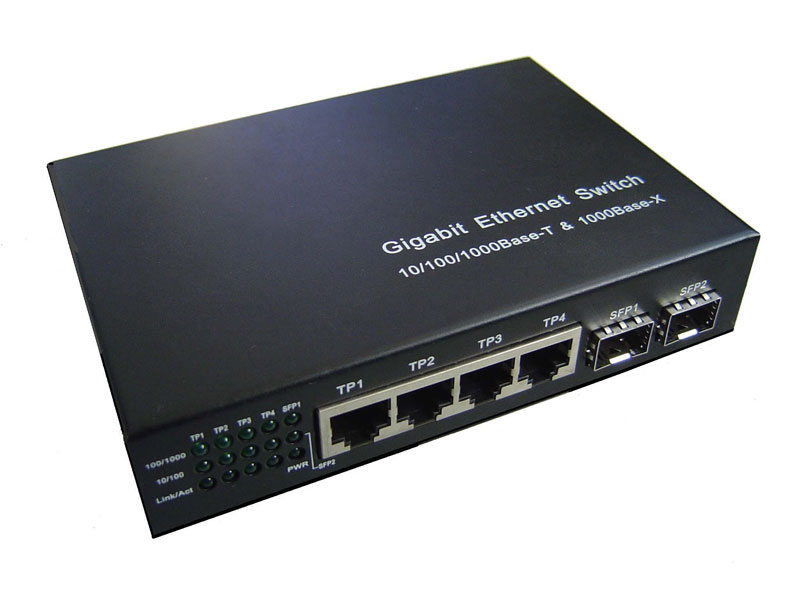 Gigabit Ethernet Switch
10/100/1000Base-T & 1000Base-X
SFP1 SFP2
TP1 TP2 TP3 TP4
TP1 TP2 TP3 TP4 SFP1
100/1000
10/100
Link/Act
PWR SFP2